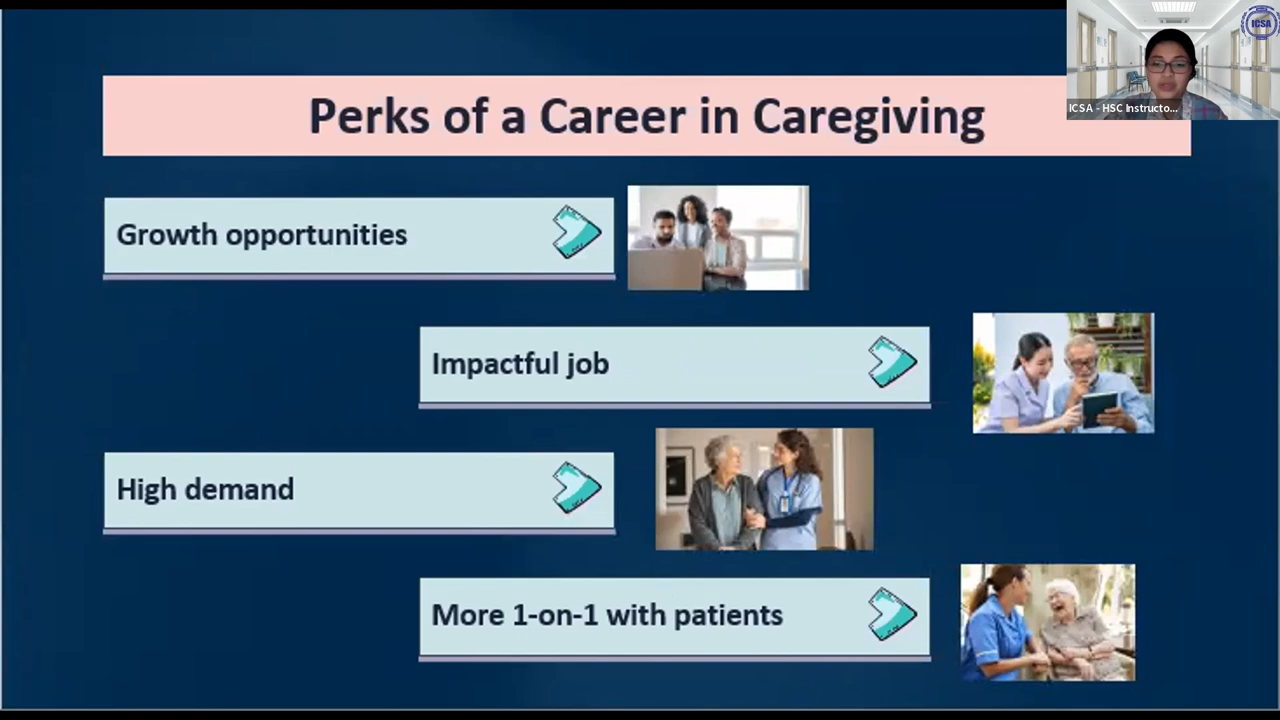 Perks of a Career in Caregiving
ICSA
ICSA - HSC Instructo...
Growth opportunities
Impactful job
High demand
More 1-on-1 with patients